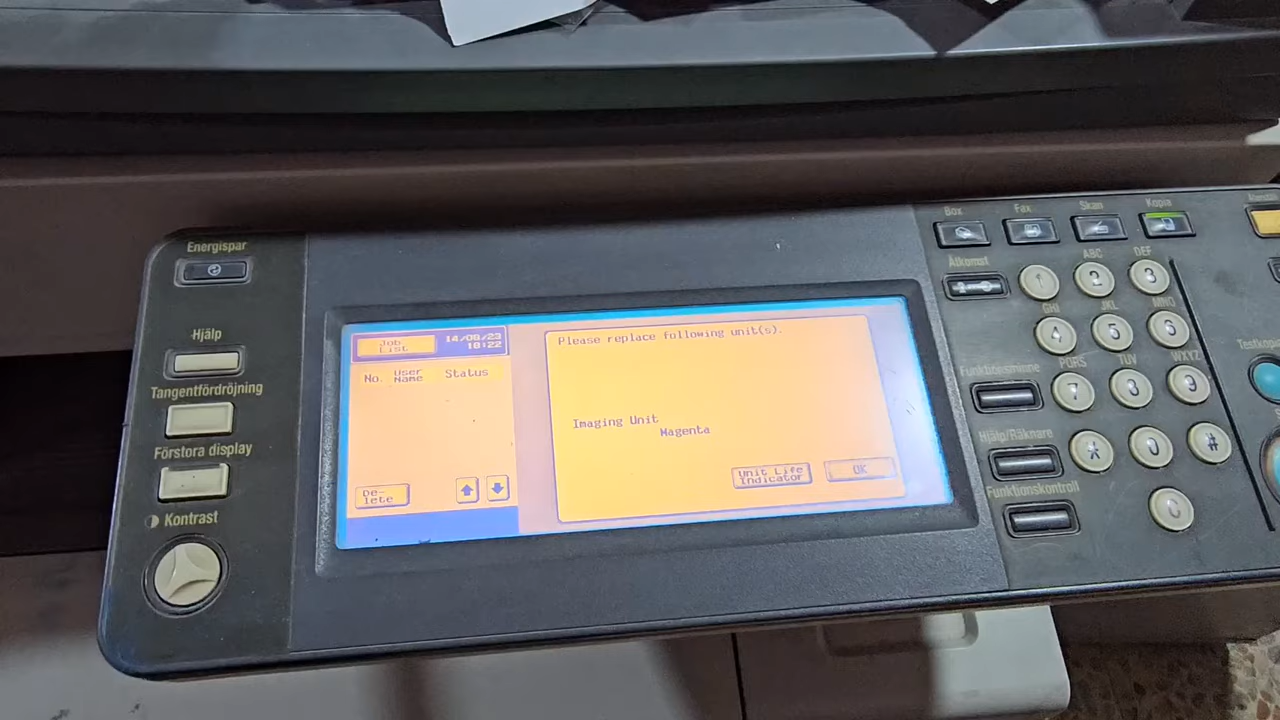 Energispar
Hjälp
Tangentfördröjning
Förstora display
Kontrast
Job
List
14/08/23
18:22
No.
User
Name
Status
De-
lete
Please replace following unit(s).
Imaging Unit
Magenta
Unit Life
Indicator
OK
Box
Fax
Skan
Kopia
Åtkomst
ABC
DEF
1
2
3
GHI
JKL
MNO
4
5
6
Funktionsminne
PQRS
TUV
WXYZ
7
8
9
Hjälp/Räknare
*
0
#
Funktionskontroll
C